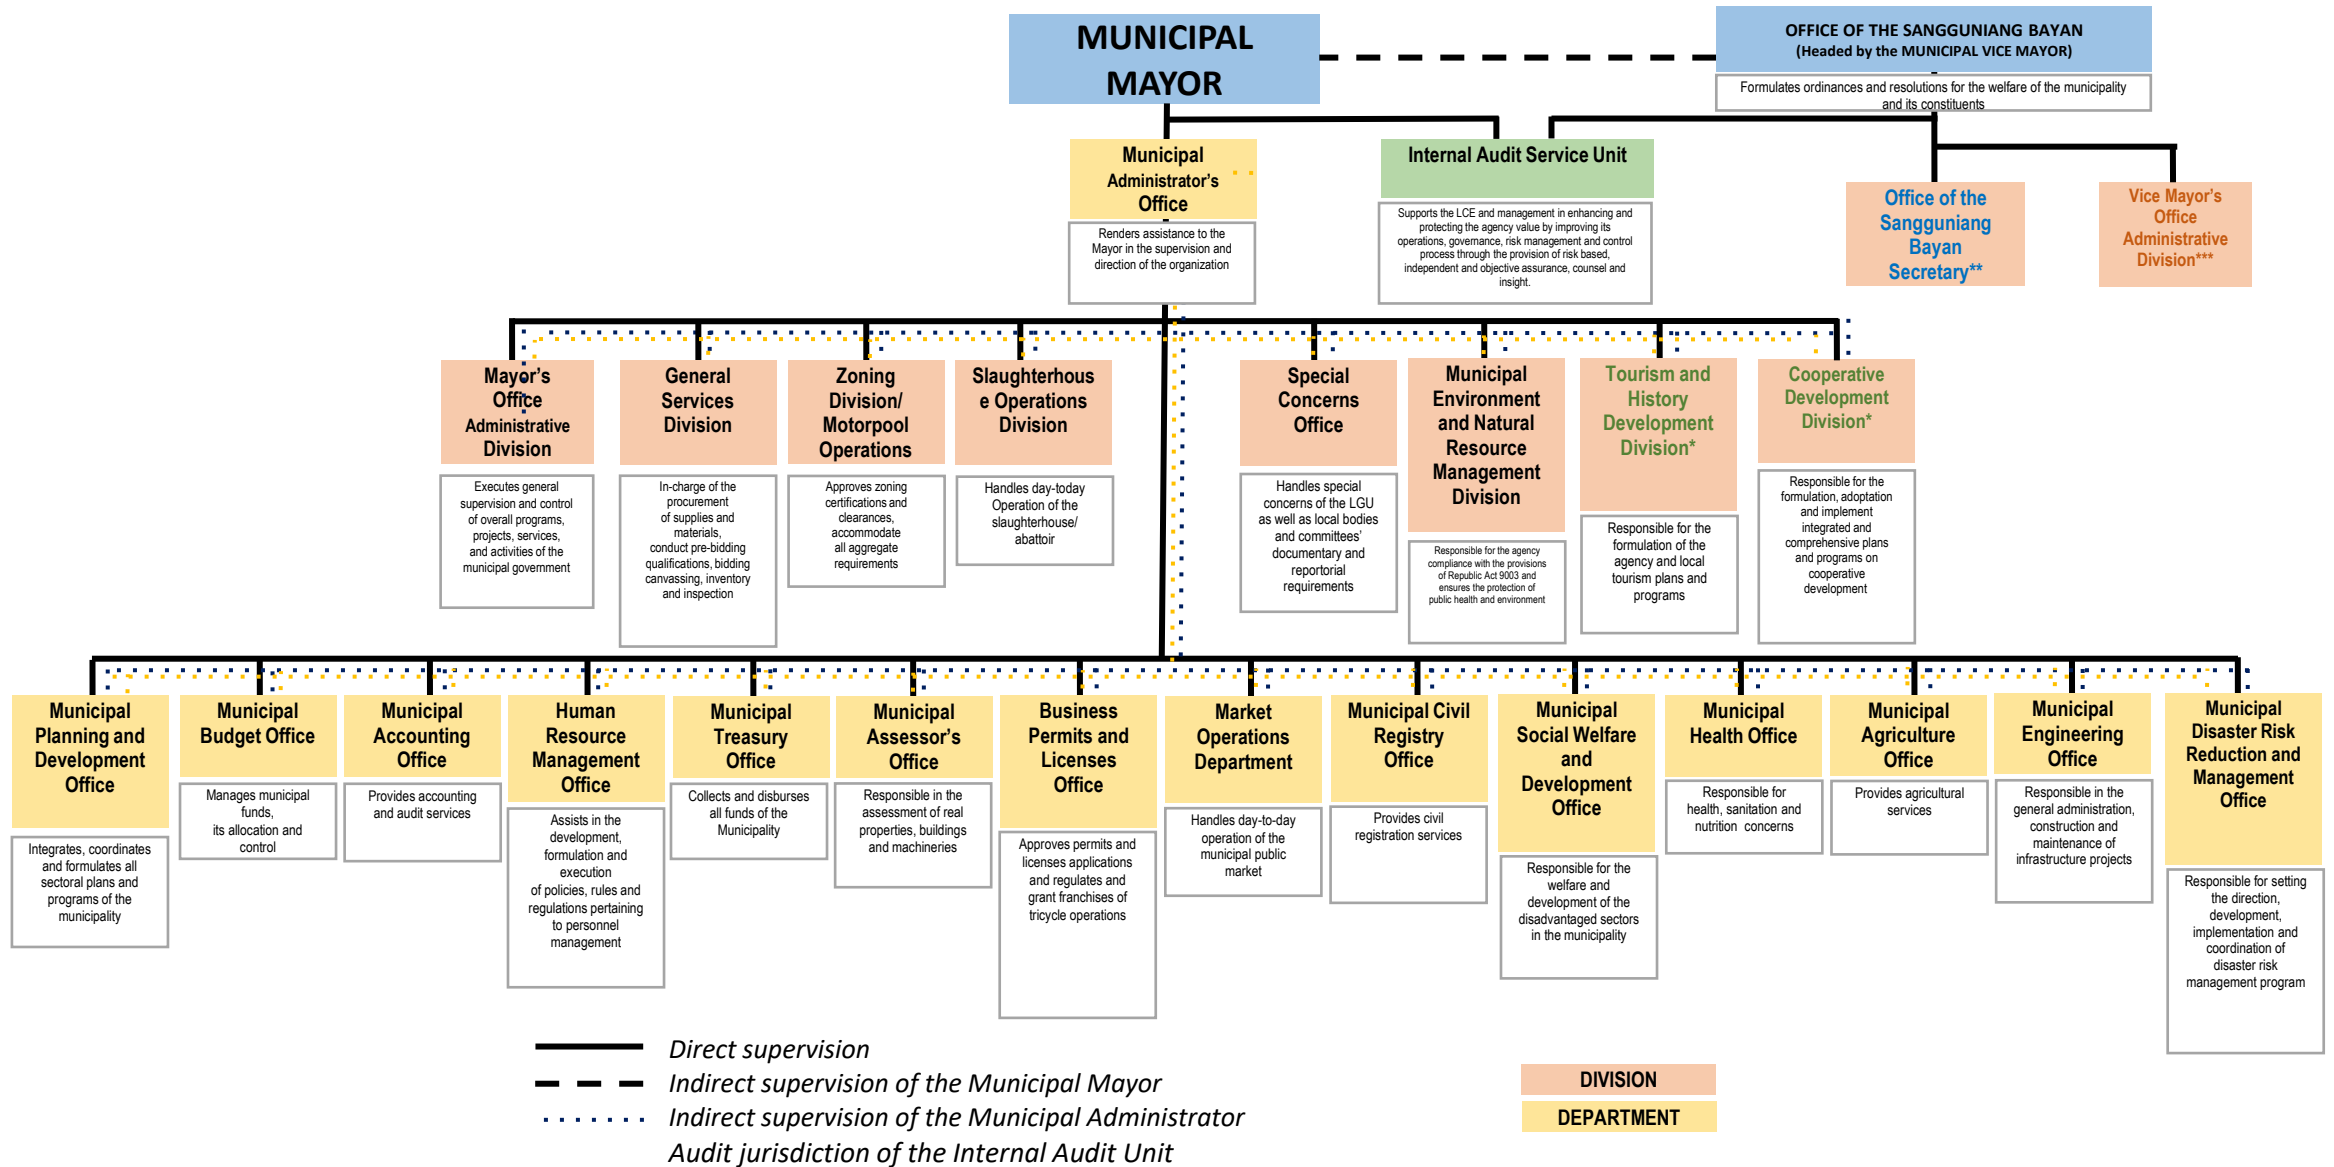 MUNICIPAL
MAYOR
OFFICE OF THE SANGGUNIANG BAYAN
(Headed by the MUNICIPAL VICE MAYOR)
Formulates ordinances and resolutions for the welfare of the municipality
and its constituents
Municipal
Administrator's
Office
Renders assistance to the
Mayor in the supervision and
direction of the organization
Internal Audit Service Unit
Supports the LCE and management in enhancing and
protecting the agency value by improving its
operations, governance, risk management and control
process through the provision of risk based,
independent and objective assurance, counsel and
insight.
Office of the
Sangguniang
Bayan
Secretary**
Vice Mayor's
Office
Administrative
Division***
Mayor's
Office
Administrative
Division
Executes general
supervision and control
of overall programs,
projects, services,
and activities of the
municipal government
General
Services
Division
In-charge of the
procurement
of supplies and
materials,
conduct pre-bidding
qualifications, bidding
canvassing, inventory
and inspection
Zoning
Division/
Motorpool
Operations
Approves zoning
certifications and
clearances,
accommodate
all aggregate
requirements
Slaughterhous
e Operations
Division
Handles day-today
Operation of the
slaughterhouse/
abattoir
Special
Concerns
Office
Handles special
concerns of the LGU
as well as local bodies
and committees'
documentary and
reportorial
requirements
Municipal
Environment
and Natural
Resource
Management
Division
Responsible for the agency
compliance with the provisions
of Republic Act 9003 and
ensures the protection of
public health and environment
Tourism and
History
Development
Division*
Responsible for the
formulation of the
agency and local
tourism plans and
programs
Cooperative
Development
Division*
Responsible for the
formulation, adoptation
and implement
integrated and
comprehensive plans
and programs on
cooperative
development
Municipal
Planning and
Development
Office
Integrates, coordinates
and formulates all
sectoral plans and
programs of the
municipality
Municipal
Budget Office
Manages municipal
funds,
its allocation and
control
Municipal
Accounting
Office
Provides accounting
and audit services
Human
Resource
Management
Office
Assists in the
development,
formulation and
execution
of policies, rules and
regulations pertaining
to personnel
management
Municipal
Treasury
Office
Collects and disburses
all funds of the
Municipality
Municipal
Assessor's
Office
Responsible in the
assessment of real
properties, buildings
and machineries
Business
Permits and
Licenses
Office
Approves permits and
licenses applications
and regulates and
grant franchises of
tricycle operations
Market
Operations
Department
Handles day-to-day
operation of the
municipal public
market
Municipal Civil
Registry
Office
Provides civil
registration services
Municipal
Social Welfare
and
Development
Office
Responsible for the
welfare and
development of the
disadvantaged sectors
in the municipality
Municipal
Health Office
Responsible for
health, sanitation and
nutrition concerns
Municipal
Agriculture
Office
Provides agricultural
services
Municipal
Engineering
Office
Responsible in the
general administration,
construction and
maintenance of
infrastructure projects
Municipal
Disaster Risk
Reduction and
Management
Office
Responsible for setting
the direction,
development,
implementation and
coordination of
disaster risk
management program
Direct supervision
Indirect supervision of the Municipal Mayor
Indirect supervision of the Municipal Administrator
Audit jurisdiction of the Internal Audit Unit
DIVISION
DEPARTMENT